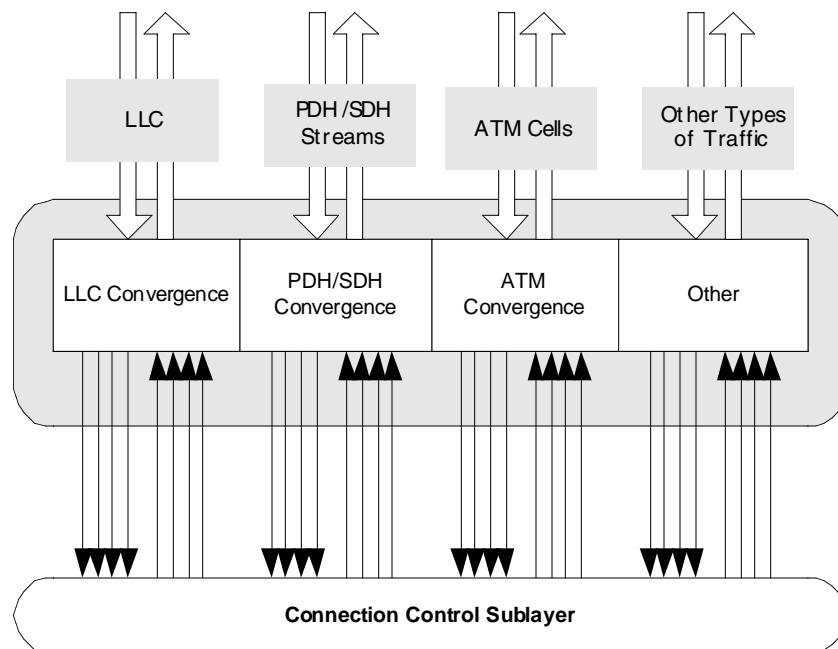 LLC
PDH/SDH
Streams
ATM Cells
Other Types
of Traffic
LLC Convergence
PDH/SDH
Convergence
ATM
Convergence
Other
Connection Control Sublayer